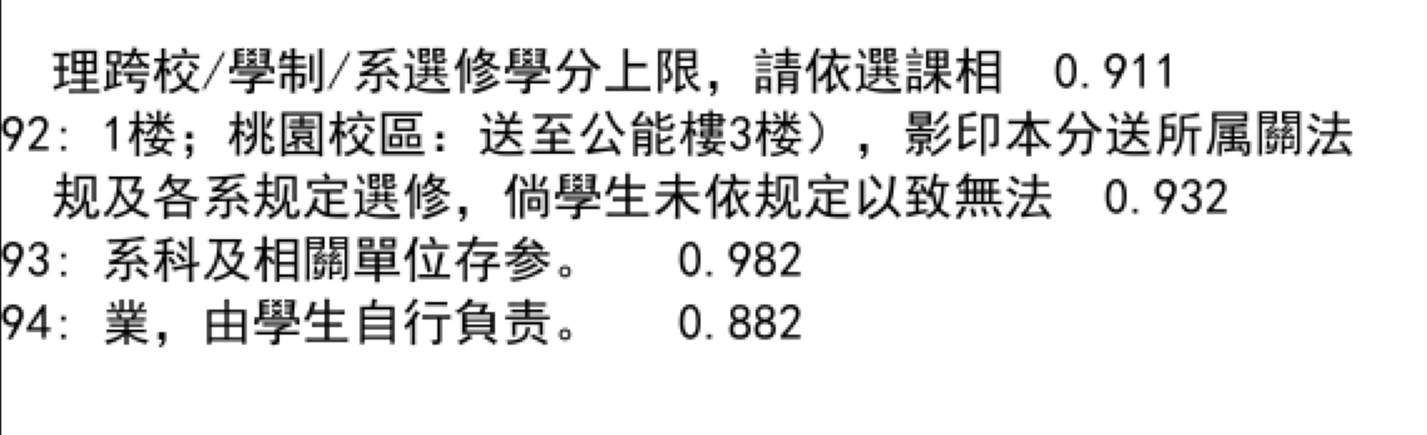 理跨校/學制/系選修學分上限，請依選課相 0.911
92: 1楼；桃園校區：送至公能樓3楼），影印本分送所属關法
规及各系规定選修，倘學生未依规定以致無法 0.932
93: 系科及相關單位存参。 0.982
94: 業，由學生自行負责。 0.882